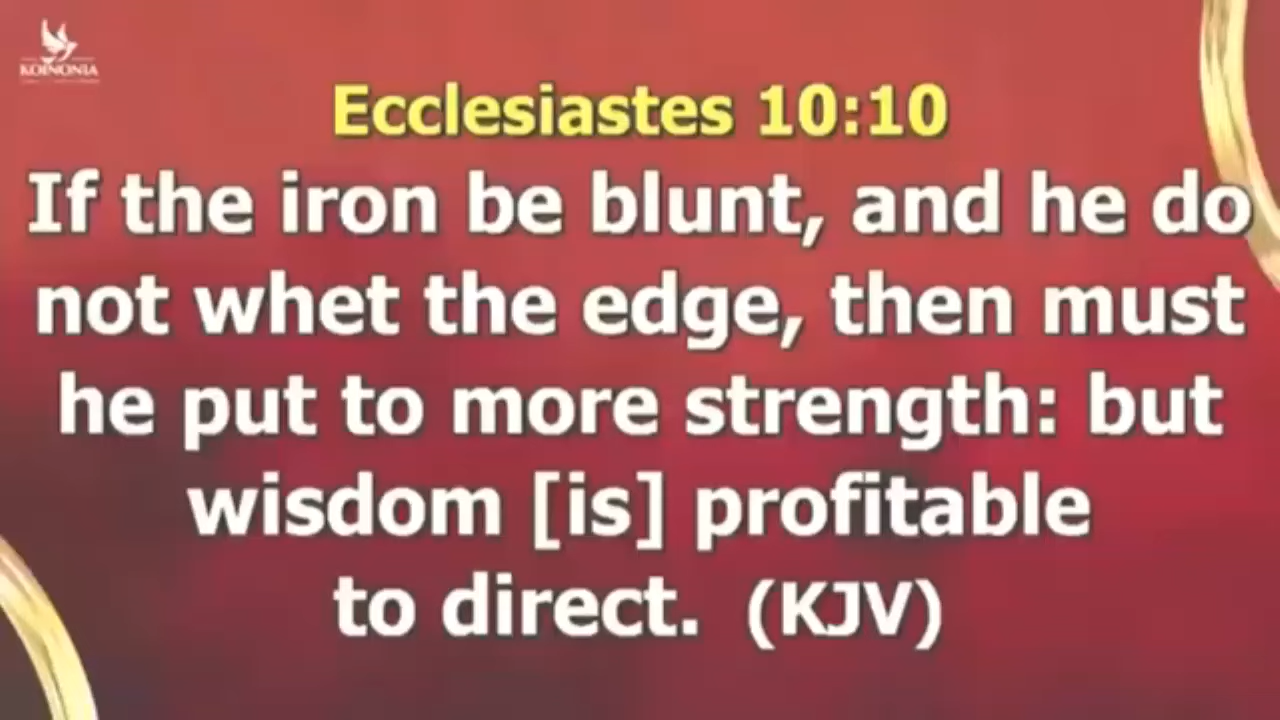 KOINONIA
Ecclesiastes 10:10
If the iron be blunt, and he do
not whet the edge, then must
he put to more strength: but
wisdom [is] profitable
to direct. (KJV)